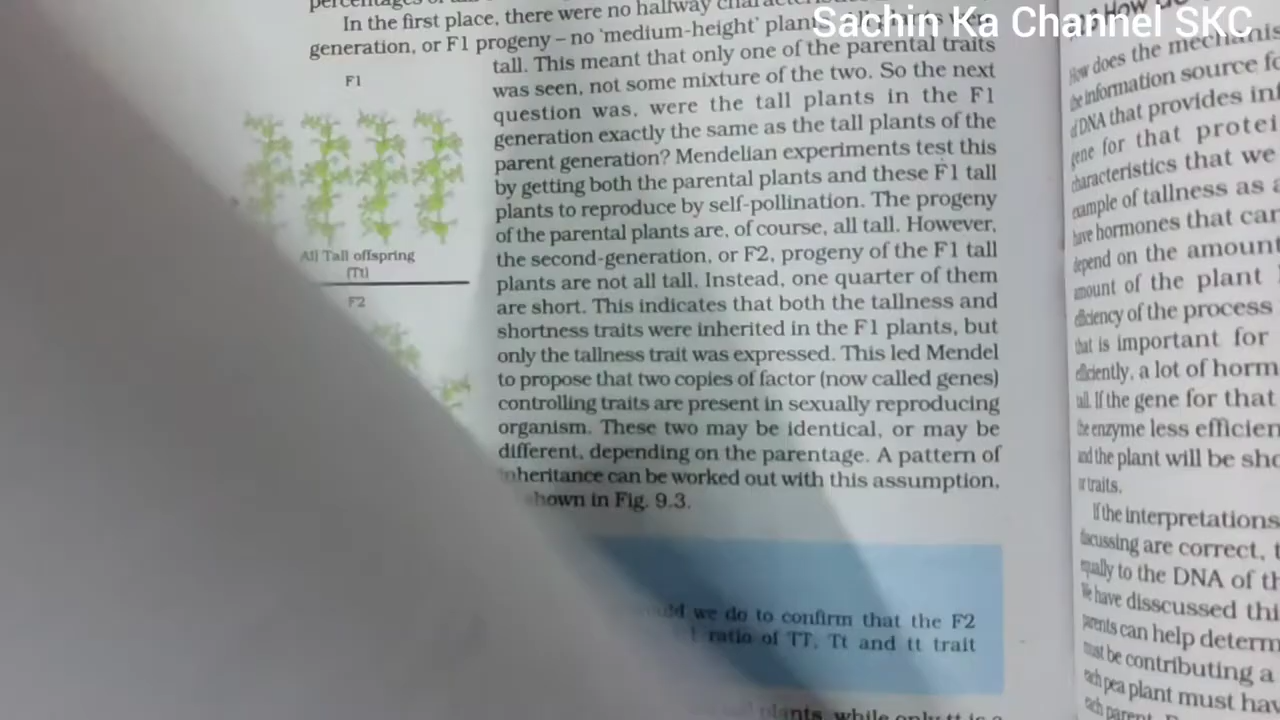 Sachin Ka Channel SKC
In the first place, there were no halfway
generation, or F1 progeny – no 'medium-height' plants
tall. This meant that only one of the parental traits
was seen, not some mixture of the two. So the next
question was, were the tall plants in the F1
generation exactly the same as the tall plants of the
parent generation? Mendelian experiments test this
by getting both the parental plants and these F1 tall
plants to reproduce by self-pollination. The progeny
of the parental plants are, of course, all tall. However,
the second-generation, or F2, progeny of the F1 tall
plants are not all tall. Instead, one quarter of them
are short. This indicates that both the tallness and
shortness traits were inherited in the F1 plants, but
only the tallness trait was expressed. This led Mendel
to propose that two copies of factor (now called genes)
controlling traits are present in sexually reproducing
organism. These two may be identical, or may be
different, depending on the parentage. A pattern of
inheritance can be worked out with this assumption,
shown in Fig. 9.3.
F1
All Tall offspring
(Tt)
F2
we do to confirm that the F2
ratio of TT, Tt and tt trait
plants, while only tt is a
How
How does the mechanis
the information source fo
of DNA that provides inf
gene for that protei
characteristics that we
example of tallness as a
have hormones that can
depend on the amount
amount of the plant
efficiency of the process
that is important for
efficiently, a lot of horm
tall. If the gene for that
the enzyme less efficien
and the plant will be sho
or traits.
If the interpretations
discussing are correct, t
equally to the DNA of th
We have disscussed thi
parents can help determ
must be contributing a
each pea plant must hav
each parent.